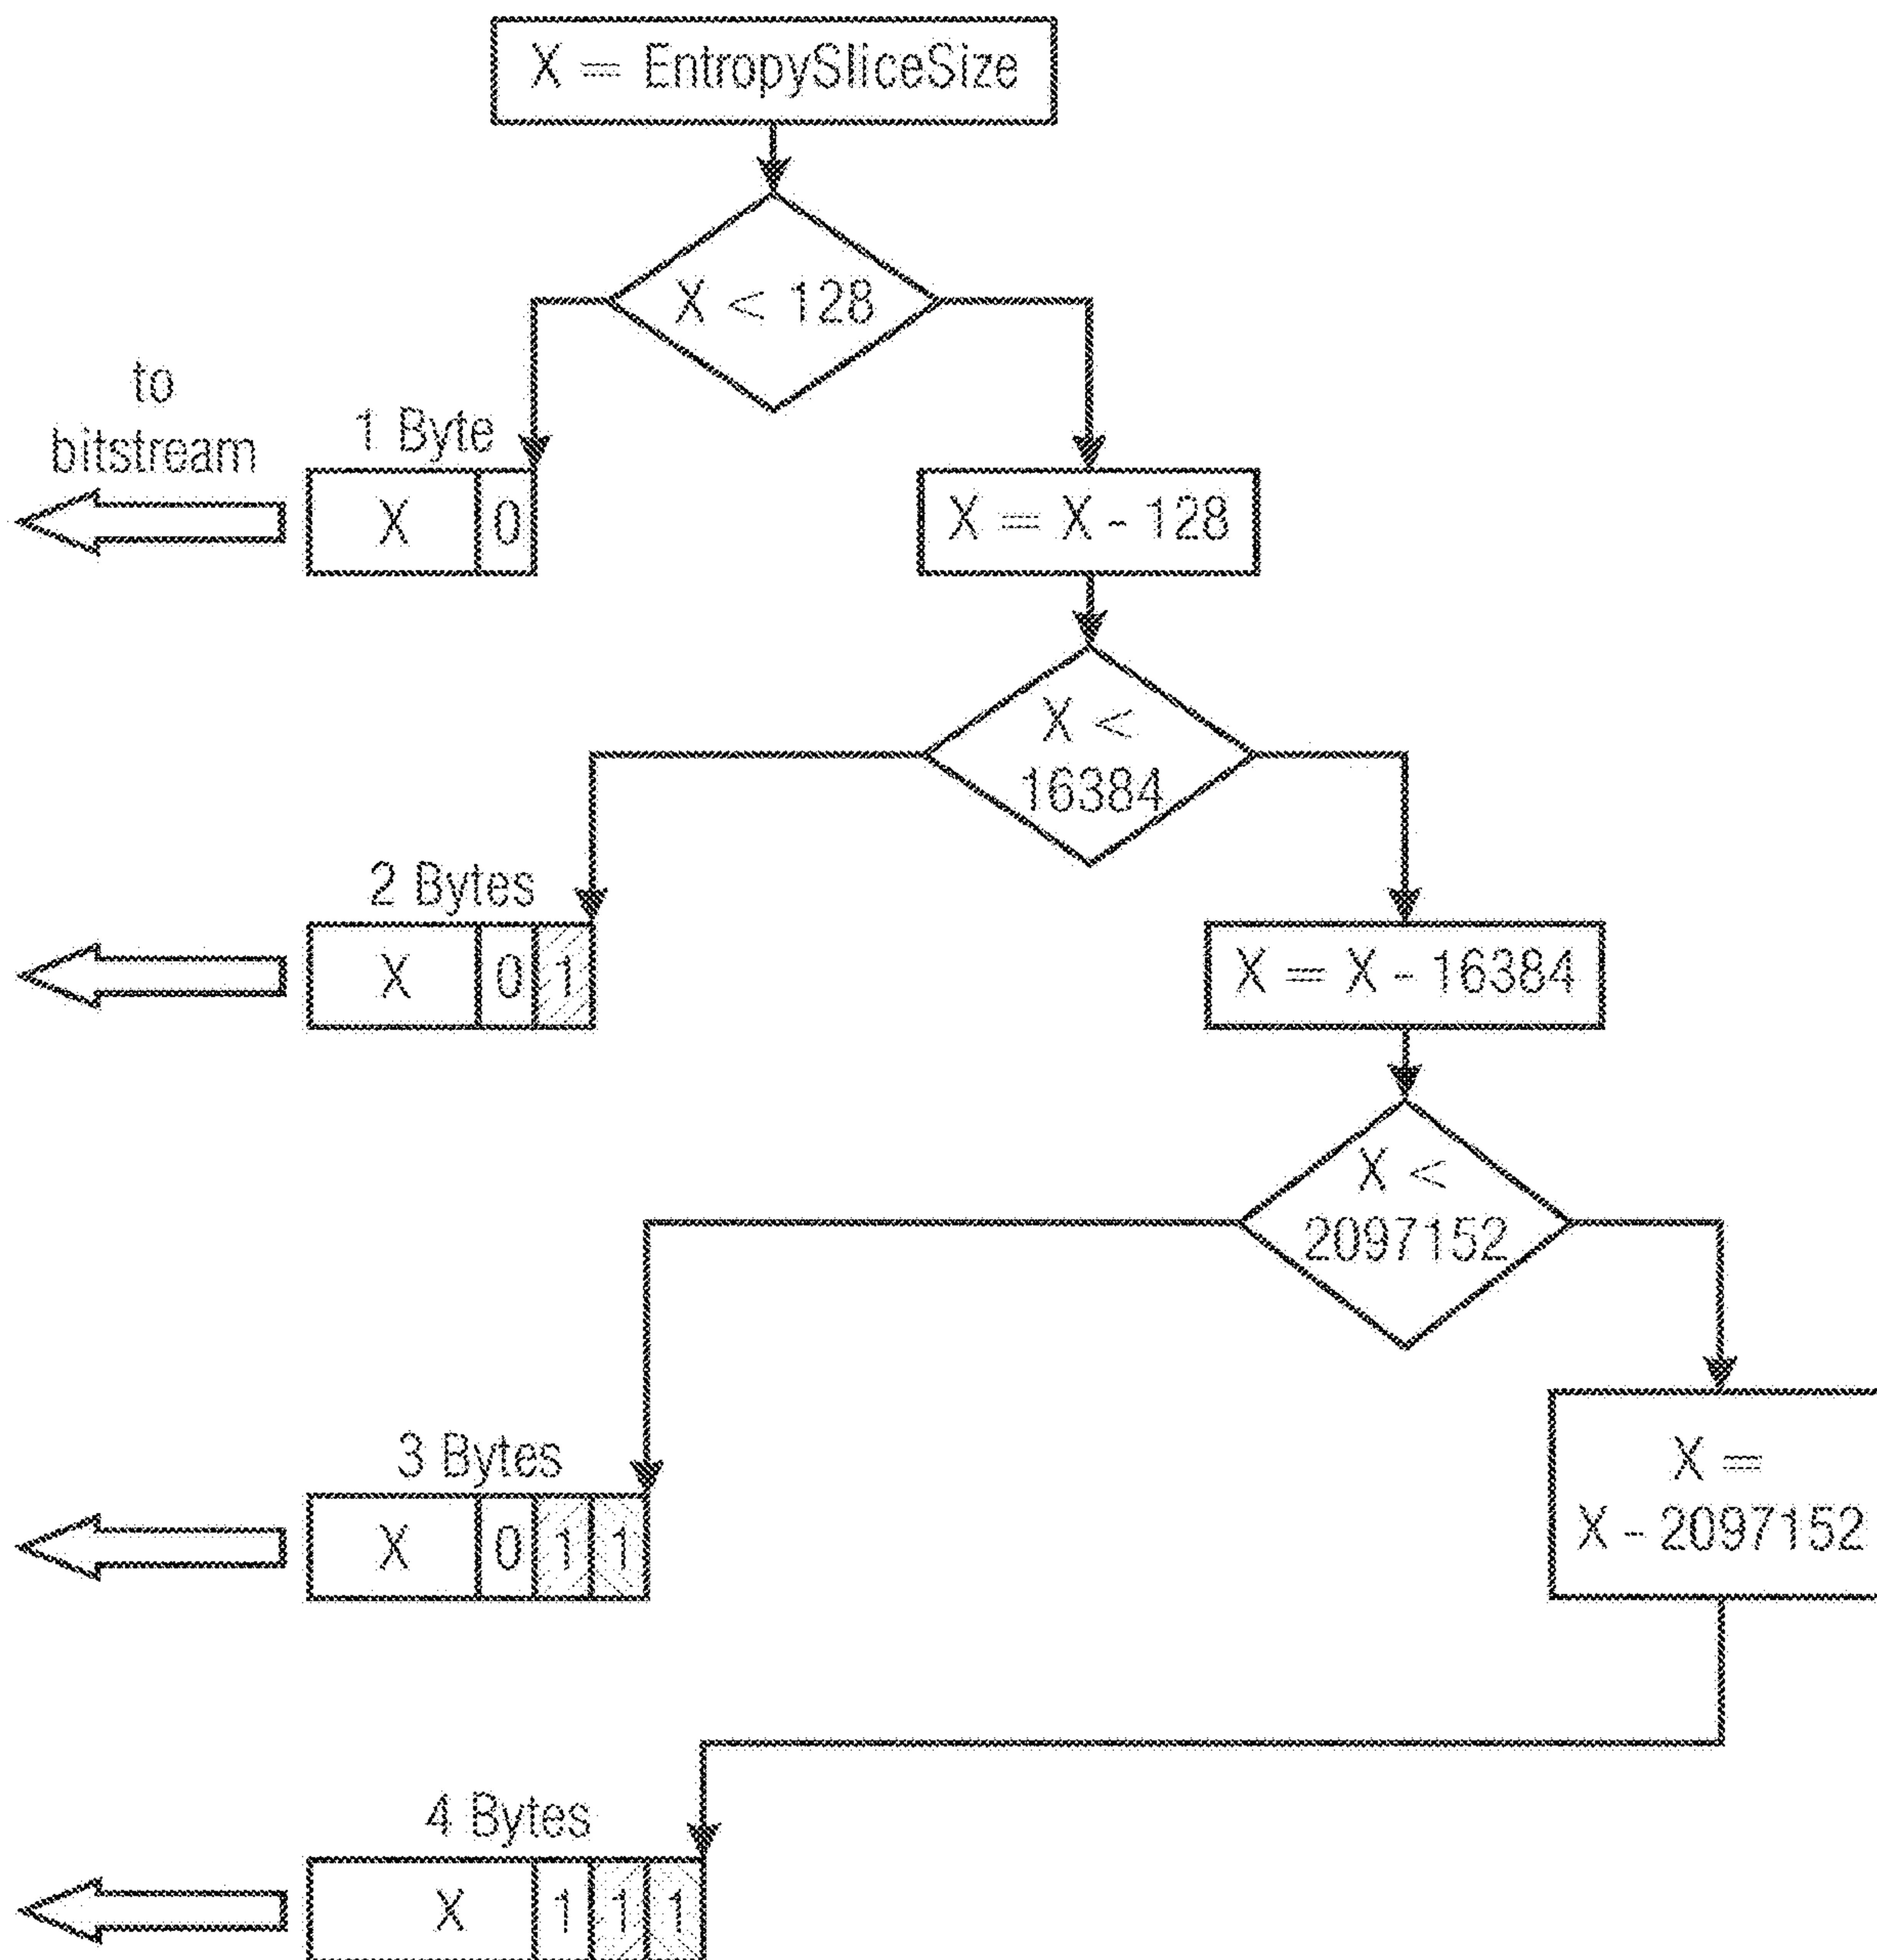 X = EntropySliceSize
X < 128
to
bitstream
1 Byte
X 0
X = X - 128
X <
16384
2 Bytes
X 0 1
X = X - 16384
X <
2097152
3 Bytes
X 0 1 1
X =
X - 2097152
4 Bytes
X 1 1 1